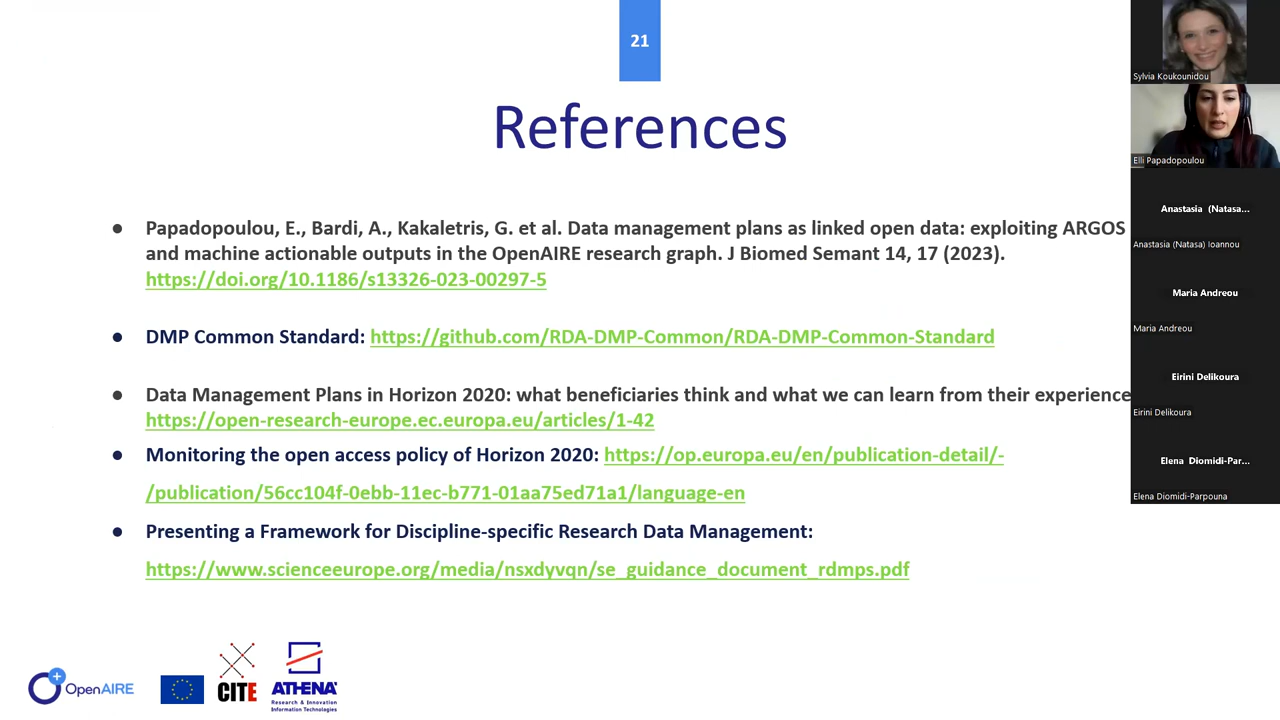 21
References
● Papadopoulou, E., Bardi, A., Kakaletris, G. et al. Data management plans as linked open data: exploiting ARGOS
and machine actionable outputs in the OpenAIRE research graph. J Biomed Semant 14, 17 (2023).
https://doi.org/10.1186/s13326-023-00297-5
● DMP Common Standard: https://github.com/RDA-DMP-Common/RDA-DMP-Common-Standard
● Data Management Plans in Horizon 2020: what beneficiaries think and what we can learn from their experience
https://open-research-europe.ec.europa.eu/articles/1-42
● Monitoring the open access policy of Horizon 2020: https://op.europa.eu/en/publication-detail/-
/publication/56cc104f-0ebb-11ec-b771-01aa75ed71a1/language-en
● Presenting a Framework for Discipline-specific Research Data Management:
https://www.scienceeurope.org/media/nsxdyvqn/se_guidance_document_rdmps.pdf
OpenAIRE
CITE
ATHENA
Research & Innovation
Information Technologies
Sylvia Koukounidou
Elli Papadopoulou
Anastasia (Natasa...
Anastasia (Natasa) Ioannou
Maria Andreou
Maria Andreou
Eirini Delikoura
Eirini Delikoura
Elena Diomidi-Par...
Elena Diomidi-Parpouna